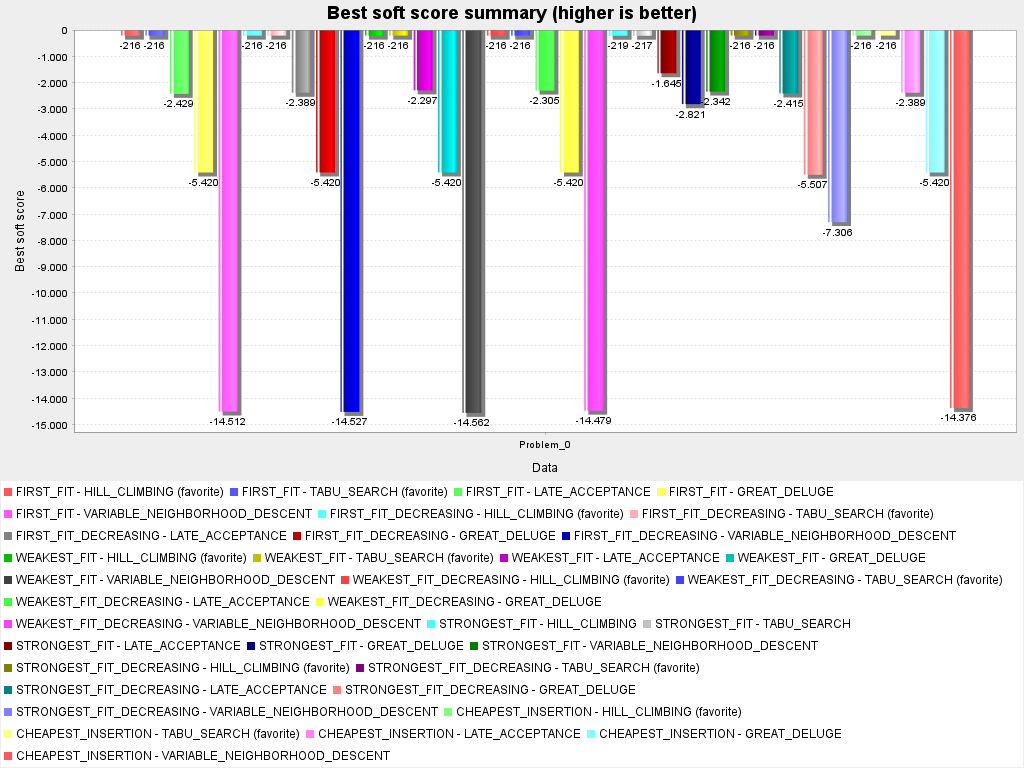 Best soft score summary (higher is better)
0
-1.000
-2.000
-3.000
-4.000
-5.000
-6.000
-7.000
-8.000
-9.000
-10.000
-11.000
-12.000
-13.000
-14.000
-15.000
Best soft score
-216 -216 -2.429 -5.420 -14.512 -216 -216 -2.389 -5.420 -14.527 -216 -216 -2.297 -5.420 -14.562 -216 -216 -2.305 -5.420 -14.479 -219 -217 -1.645 -2.821 -2.342 -216 -216 -2.415 -5.507 -7.306 -216 -216 -2.389 -5.420 -14.376
Problem_0
Data
FIRST_FIT - HILL_CLIMBING (favorite) FIRST_FIT - TABU_SEARCH (favorite) FIRST_FIT - LATE_ACCEPTANCE FIRST_FIT - GREAT_DELUGE
FIRST_FIT - VARIABLE_NEIGHBORHOOD_DESCENT FIRST_FIT_DECREASING - HILL_CLIMBING (favorite) FIRST_FIT_DECREASING - TABU_SEARCH (favorite)
FIRST_FIT_DECREASING - LATE_ACCEPTANCE FIRST_FIT_DECREASING - GREAT_DELUGE FIRST_FIT_DECREASING - VARIABLE_NEIGHBORHOOD_DESCENT
WEAKEST_FIT - HILL_CLIMBING (favorite) WEAKEST_FIT - TABU_SEARCH (favorite) WEAKEST_FIT - LATE_ACCEPTANCE WEAKEST_FIT - GREAT_DELUGE
WEAKEST_FIT - VARIABLE_NEIGHBORHOOD_DESCENT WEAKEST_FIT_DECREASING - HILL_CLIMBING (favorite) WEAKEST_FIT_DECREASING - TABU_SEARCH (favorite)
WEAKEST_FIT_DECREASING - LATE_ACCEPTANCE WEAKEST_FIT_DECREASING - GREAT_DELUGE
WEAKEST_FIT_DECREASING - VARIABLE_NEIGHBORHOOD_DESCENT STRONGEST_FIT - HILL_CLIMBING STRONGEST_FIT - TABU_SEARCH
STRONGEST_FIT - LATE_ACCEPTANCE STRONGEST_FIT - GREAT_DELUGE STRONGEST_FIT - VARIABLE_NEIGHBORHOOD_DESCENT
STRONGEST_FIT_DECREASING - HILL_CLIMBING (favorite) STRONGEST_FIT_DECREASING - TABU_SEARCH (favorite)
STRONGEST_FIT_DECREASING - LATE_ACCEPTANCE STRONGEST_FIT_DECREASING - GREAT_DELUGE
STRONGEST_FIT_DECREASING - VARIABLE_NEIGHBORHOOD_DESCENT CHEAPEST_INSERTION - HILL_CLIMBING (favorite)
CHEAPEST_INSERTION - TABU_SEARCH (favorite) CHEAPEST_INSERTION - LATE_ACCEPTANCE CHEAPEST_INSERTION - GREAT_DELUGE
CHEAPEST_INSERTION - VARIABLE_NEIGHBORHOOD_DESCENT